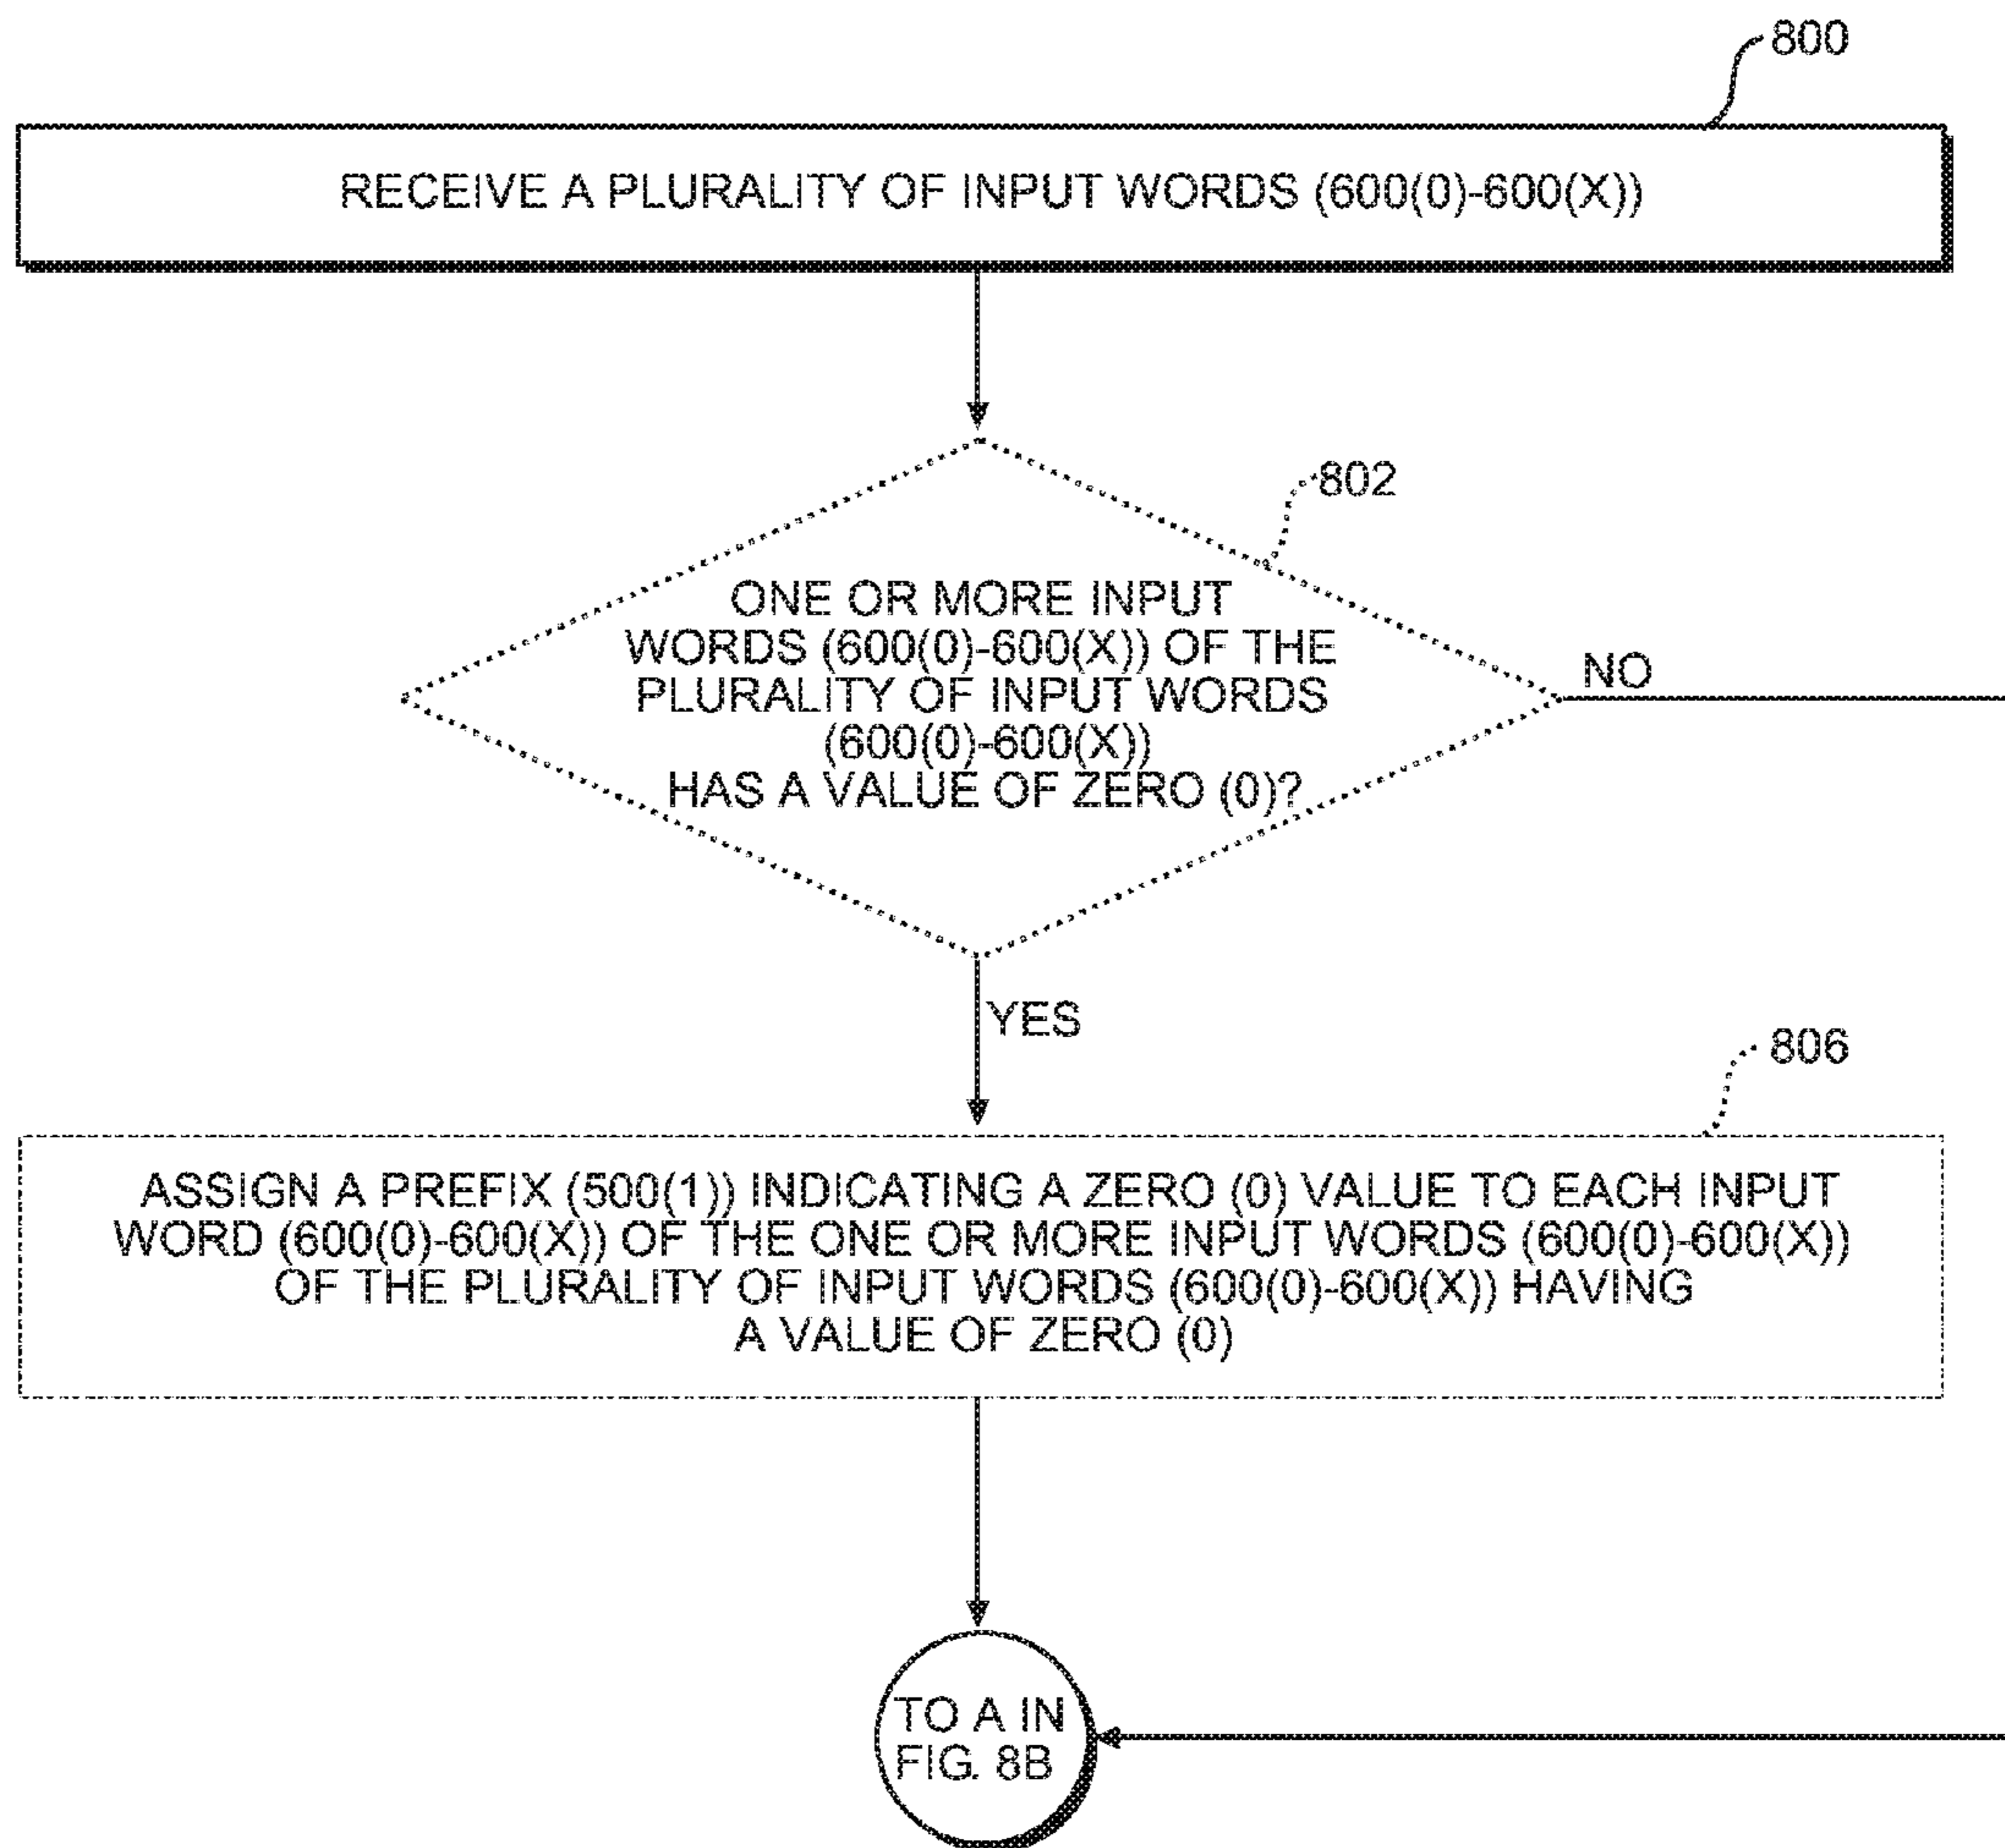 800
RECEIVE A PLURALITY OF INPUT WORDS (600(0)-600(X))
802
ONE OR MORE INPUT
WORDS (600(0)-600(X)) OF THE
PLURALITY OF INPUT WORDS
(600(0)-600(X))
HAS A VALUE OF ZERO (0)?
NO
YES
806
ASSIGN A PREFIX (500(1)) INDICATING A ZERO (0) VALUE TO EACH INPUT
WORD (600(0)-600(X)) OF THE ONE OR MORE INPUT WORDS (600(0)-600(X))
OF THE PLURALITY OF INPUT WORDS (600(0)-600(X)) HAVING
A VALUE OF ZERO (0)
TO A IN
FIG. 8B